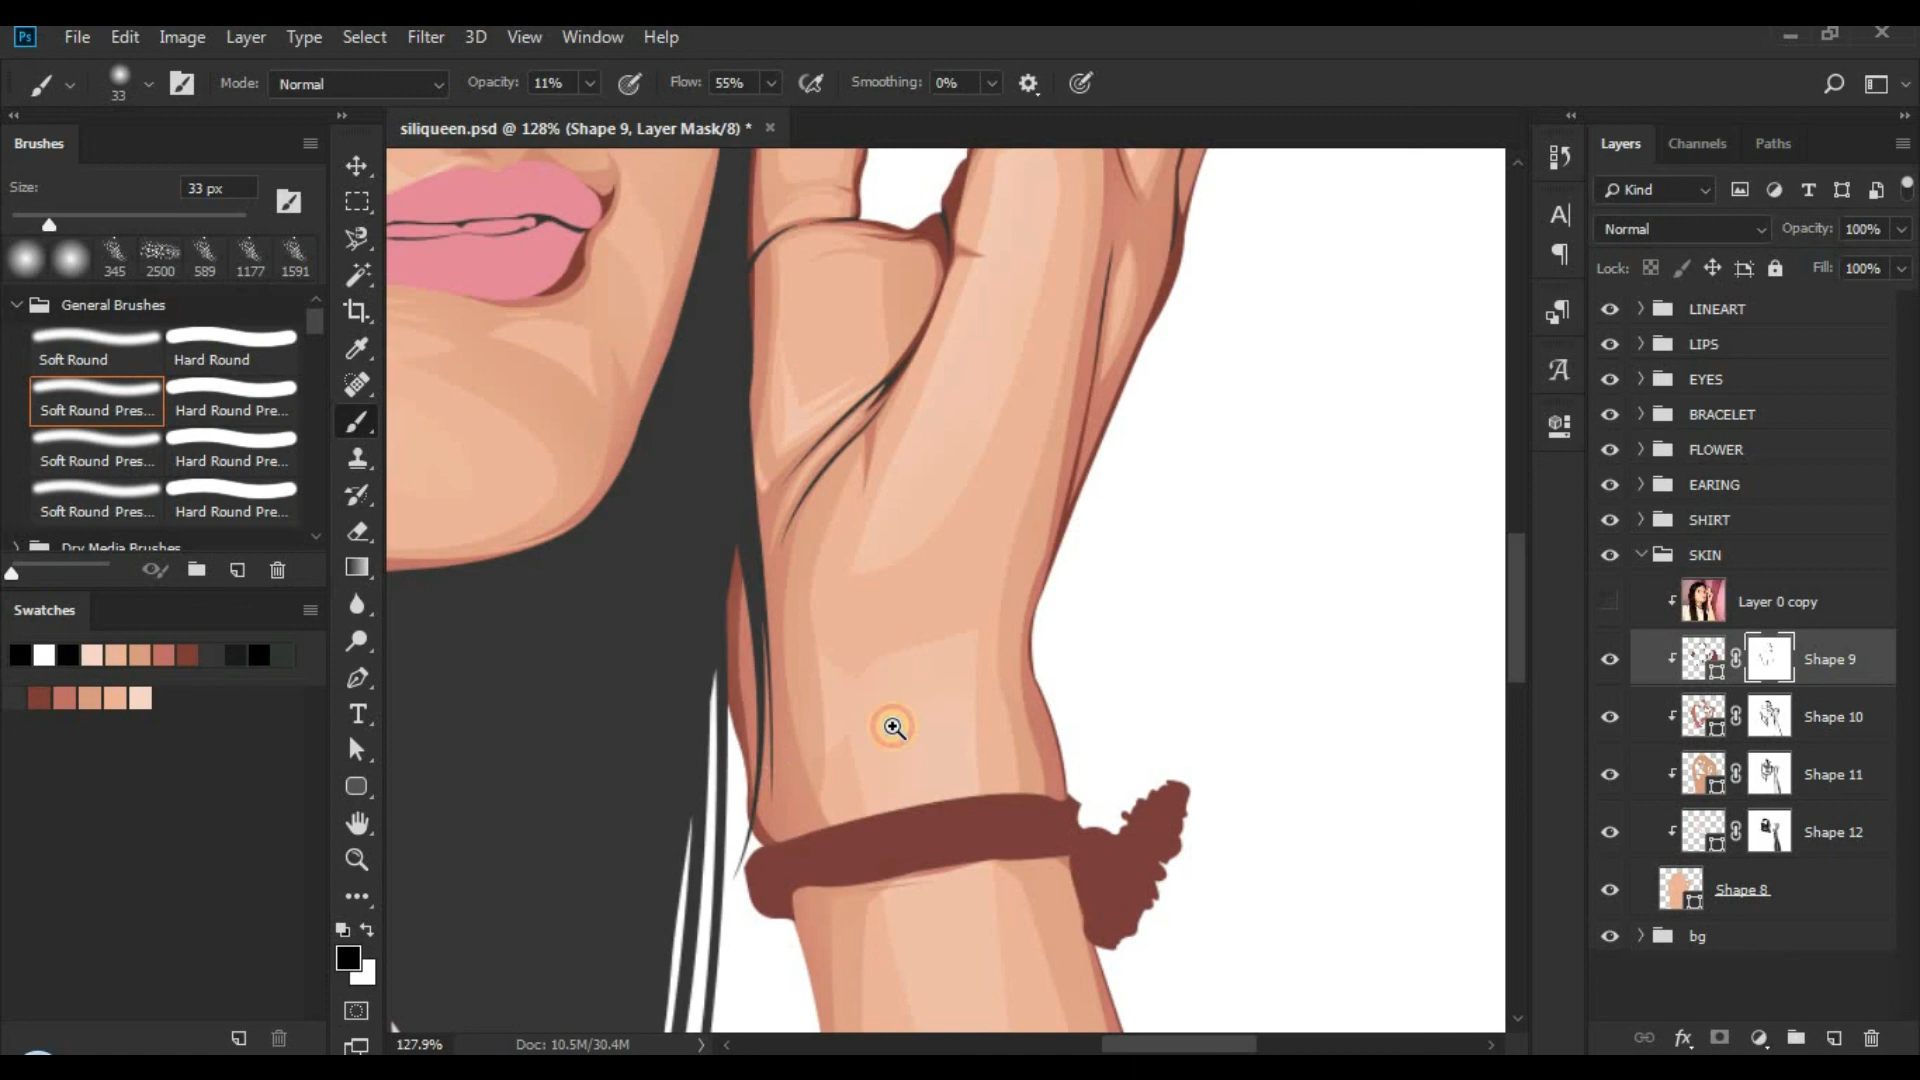 Ps File Edit Image Layer Type Select Filter 3D View Window Help
33 Mode: Normal Opacity: 11% Flow: 55% Smoothing: 0%
siliqueen.psd @ 128% (Shape 9, Layer Mask/8) *
Brushes
Size: 33 px
345 2500 589 1177 1591
General Brushes
Soft Round Hard Round
Soft Round Pres... Hard Round Pre...
Soft Round Pres... Hard Round Pre...
Soft Round Pres... Hard Round Pre...
Dry Media Brushes
Swatches
127.9% Doc: 10.5M/30.4M
Layers Channels Paths
Kind
Normal Opacity: 100%
Lock: Fill: 100%
LINEART
LIPS
EYES
BRACELET
FLOWER
EARING
SHIRT
SKIN
Layer 0 copy
Shape 9
Shape 10
Shape 11
Shape 12
Shape 8
bg